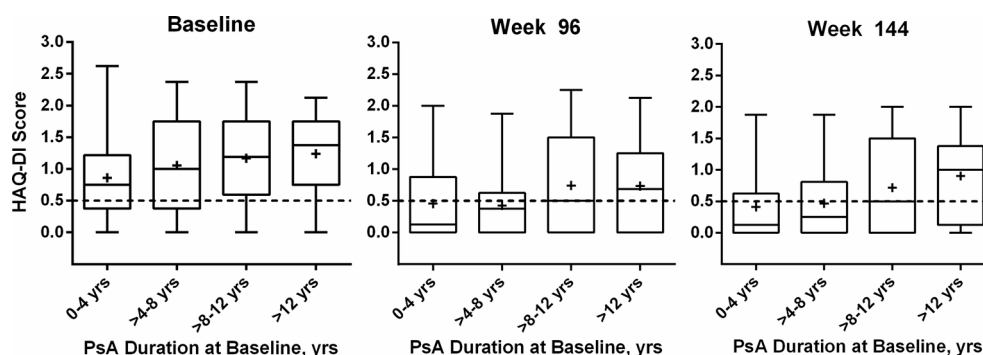 Baseline
Week 96
Week 144
HAQ-DI Score
3.0
2.5
2.0
1.5
1.0
0.5
0.0
3.0
2.5
2.0
1.5
1.0
0.5
0.0
3.0
2.5
2.0
1.5
1.0
0.5
0.0
0-4 yrs
>4-8 yrs
>8-12 yrs
>12 yrs
0-4 yrs
>4-8 yrs
>8-12 yrs
>12 yrs
0-4 yrs
>4-8 yrs
>8-12 yrs
>12 yrs
PsA Duration at Baseline, yrs
PsA Duration at Baseline, yrs
PsA Duration at Baseline, yrs